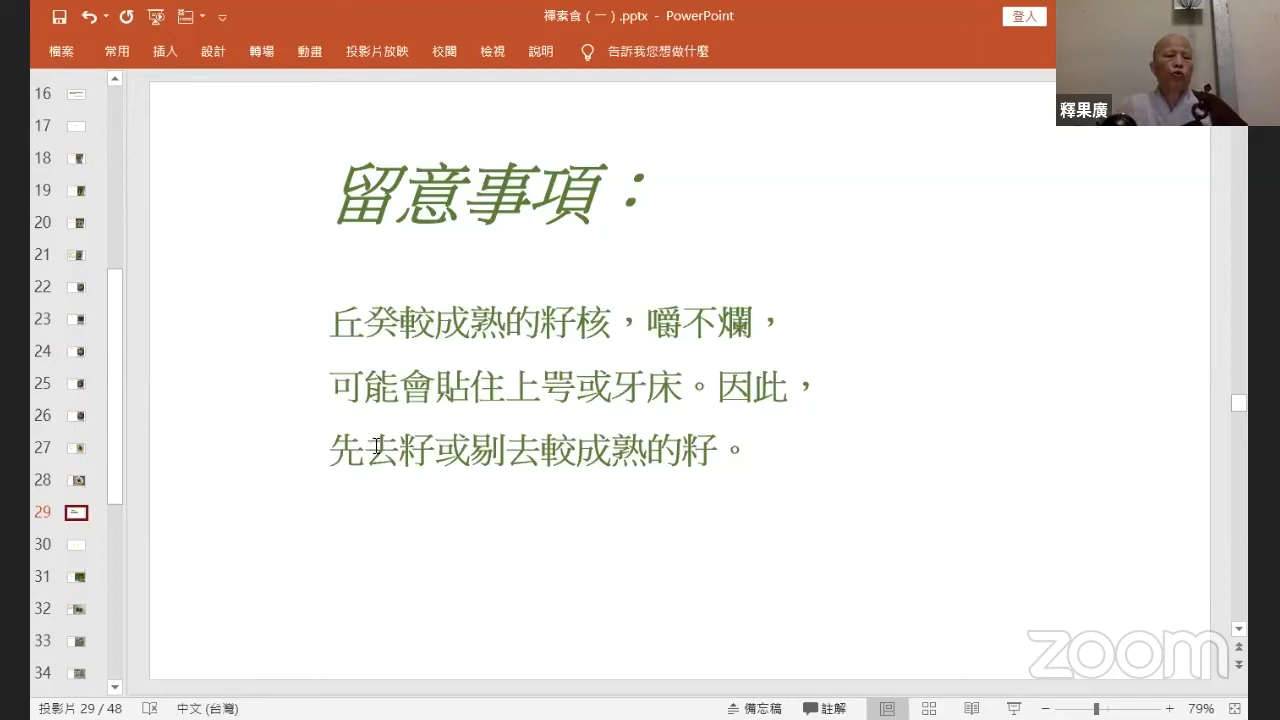 禪素食（一）.pptx - PowerPoint
登入
檔案 常用 插入 設計 轉場 動畫 投影片放映 校閱 檢視 說明 告訴我您想做什麼
釋果廣
16
17
18
19
20
21
22
23
24
25
26
27
28
29
30
31
32
33
34
留意事項：
丘癸較成熟的籽核，嚼不爛，
可能會貼住上咢或牙床。因此，
先去籽或剔去較成熟的籽。
zoom
投影片 29 / 48 中文 (台灣) 備忘稿 註解 79%